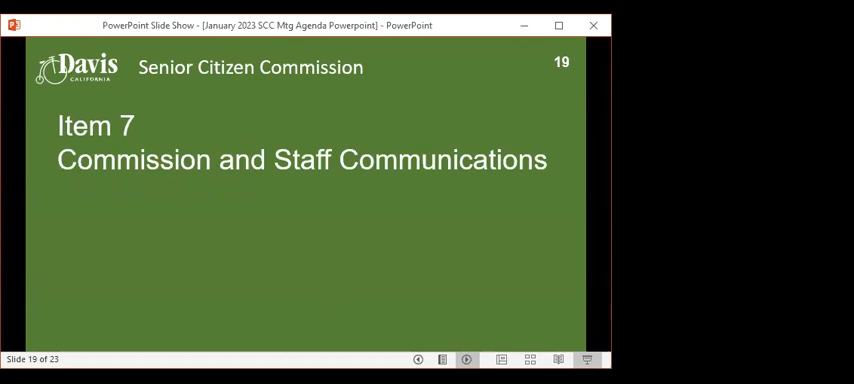 PowerPoint Slide Show - [January 2023 SCC Mtg Agenda Powerpoint] - PowerPoint
Davis
CALIFORNIA
Senior Citizen Commission
19
Item 7
Commission and Staff Communications
Slide 19 of 23